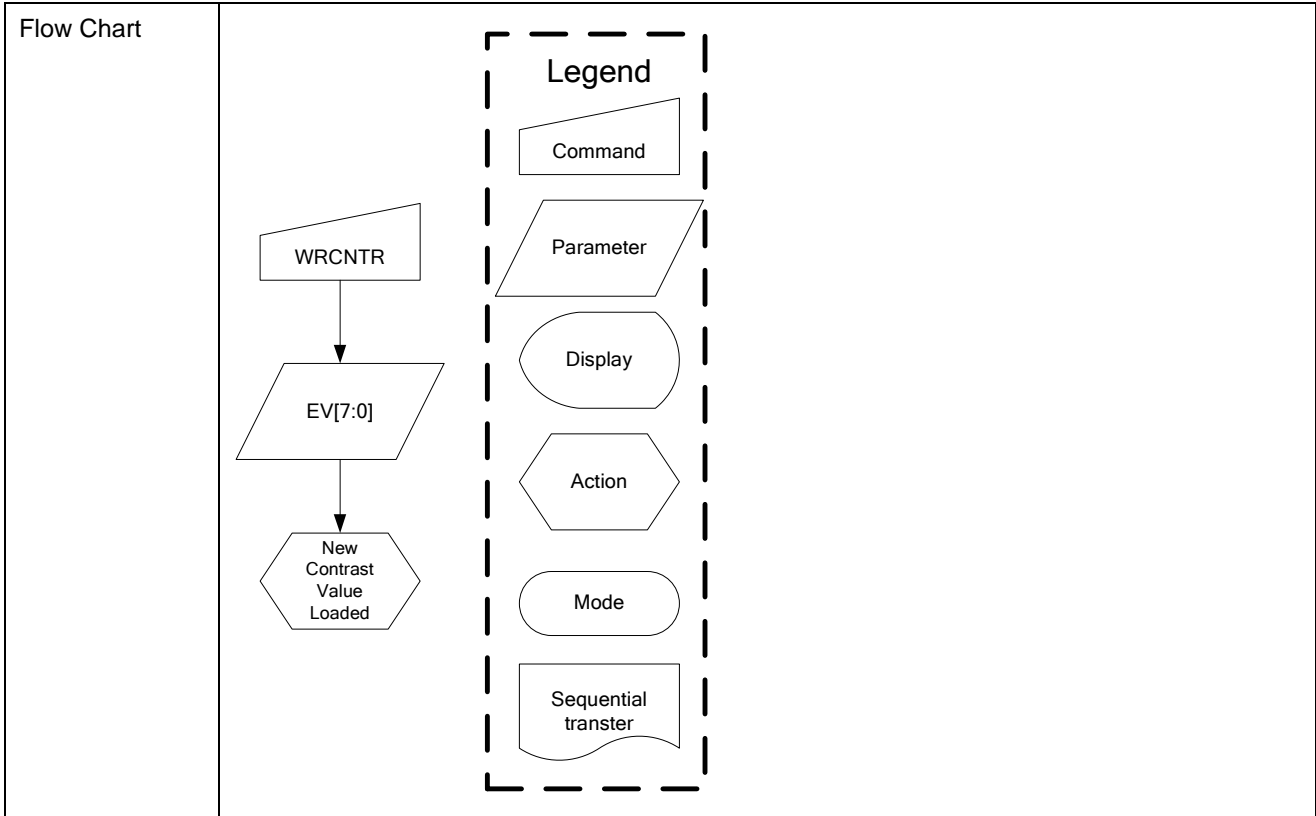 Flow Chart
WRCNTR
EV[7:0]
New
Contrast
Value
Loaded
Legend
Command
Parameter
Display
Action
Mode
Sequential
transter